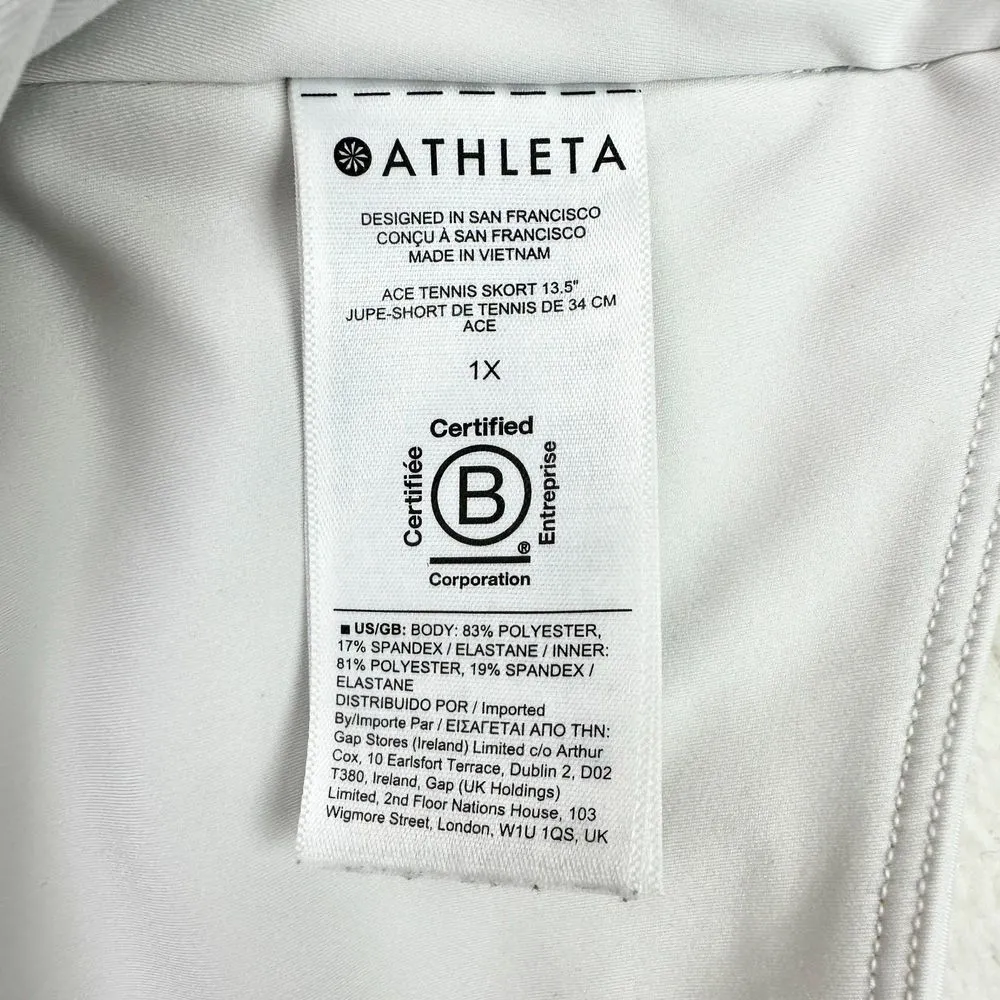 ATHLETA
DESIGNED IN SAN FRANCISCO
CONÇU À SAN FRANCISCO
MADE IN VIETNAM
ACE TENNIS SKORT 13.5"
JUPE-SHORT DE TENNIS DE 34 CM
ACE
1X
Certified
Certifiée
B
Entreprise
®
Corporation
■ US/GB: BODY: 83% POLYESTER,
17% SPANDEX / ELASTANE / INNER:
81% POLYESTER, 19% SPANDEX /
ELASTANE
DISTRIBUIDO POR / Imported
By/Importe Par / ΕΙΣΑΓΕΤΑΙ ΑΠΟ ΤΗΝ:
Gap Stores (Ireland) Limited c/o Arthur
Cox, 10 Earlsfort Terrace, Dublin 2, D02
T380, Ireland, Gap (UK Holdings)
Limited, 2nd Floor Nations House, 103
Wigmore Street, London, W1U 1QS, UK